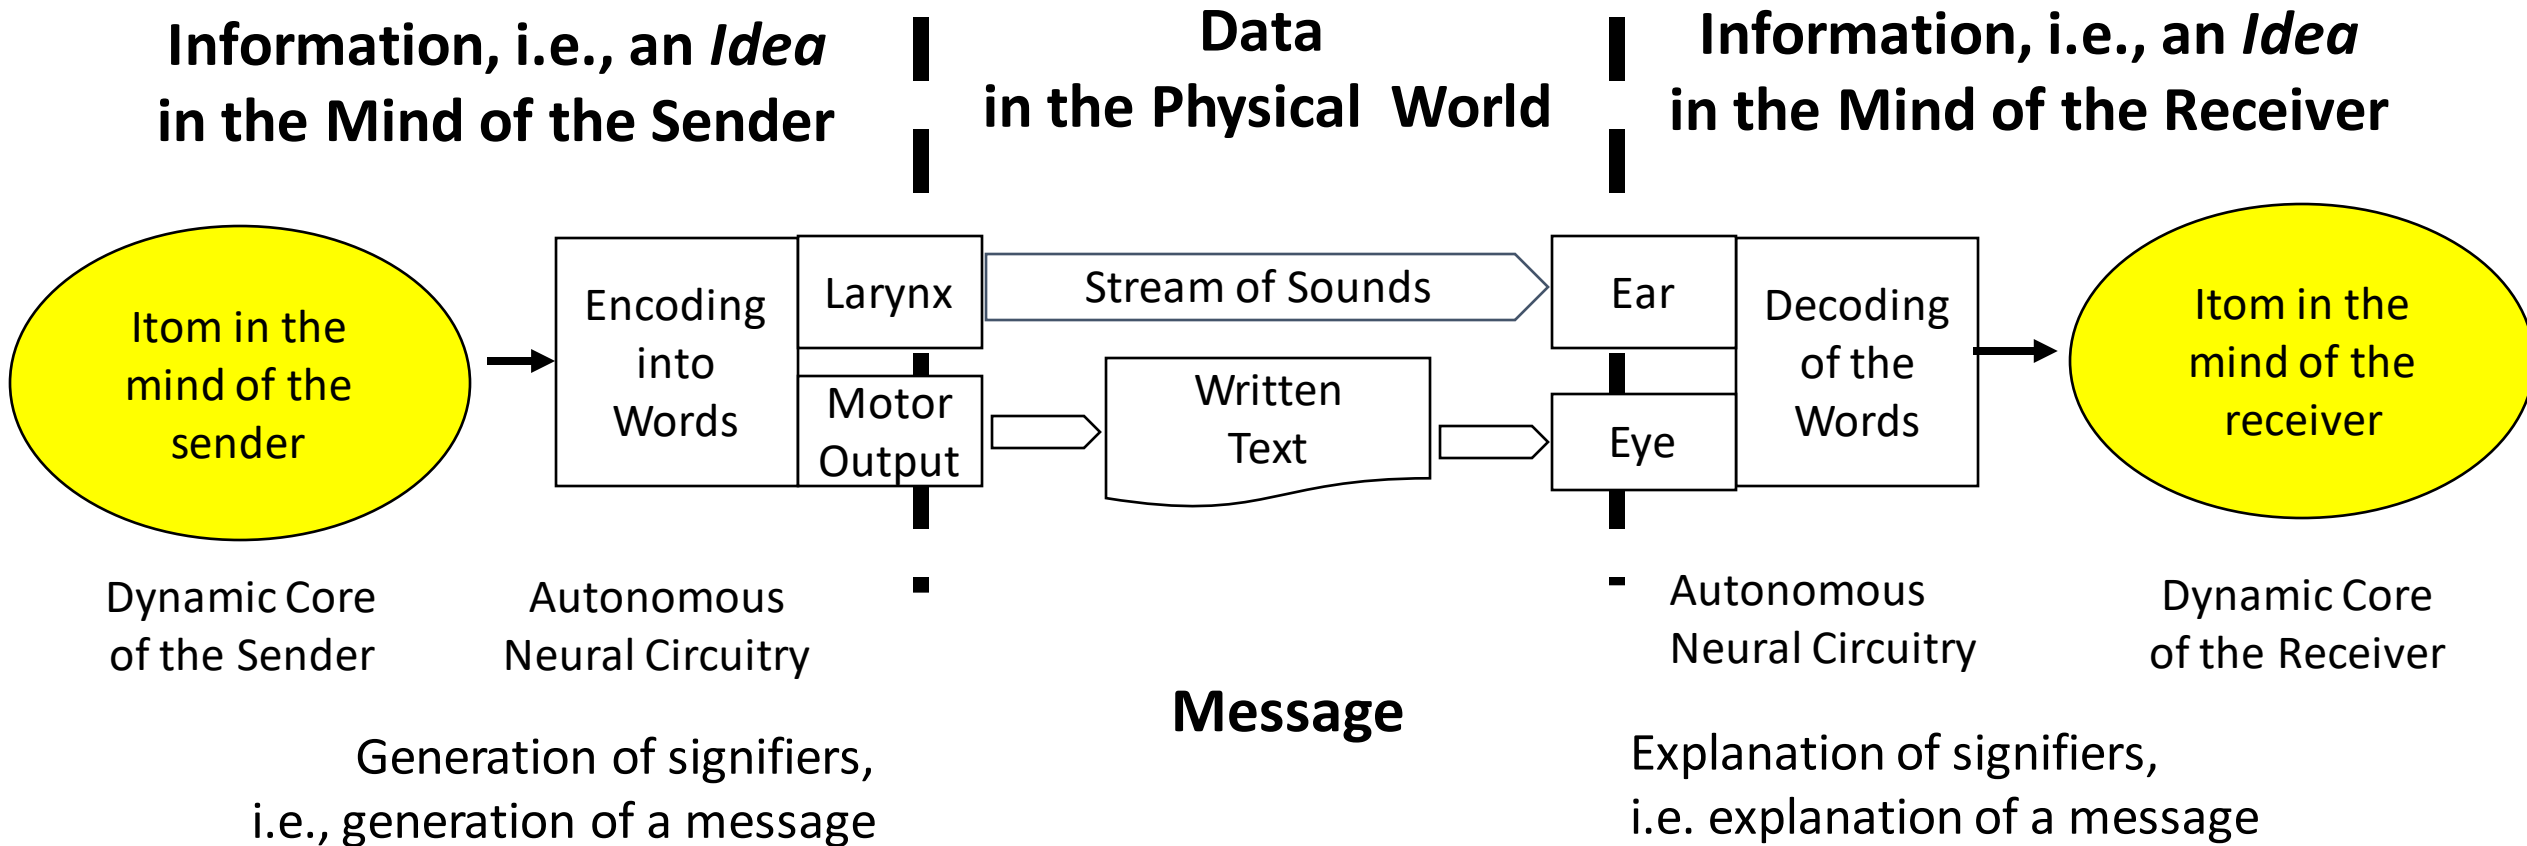 Information, i.e., an Idea
in the Mind of the Sender
Data
in the Physical World
Information, i.e., an Idea
in the Mind of the Receiver
Itom in the
mind of the
sender
Encoding
into
Words
Larynx
Motor
Output
Stream of Sounds
Written
Text
Ear
Eye
Decoding
of the
Words
Itom in the
mind of the
receiver
Dynamic Core
of the Sender
Autonomous
Neural Circuitry
Autonomous
Neural Circuitry
Dynamic Core
of the Receiver
Message
Generation of signifiers,
i.e., generation of a message
Explanation of signifiers,
i.e. explanation of a message